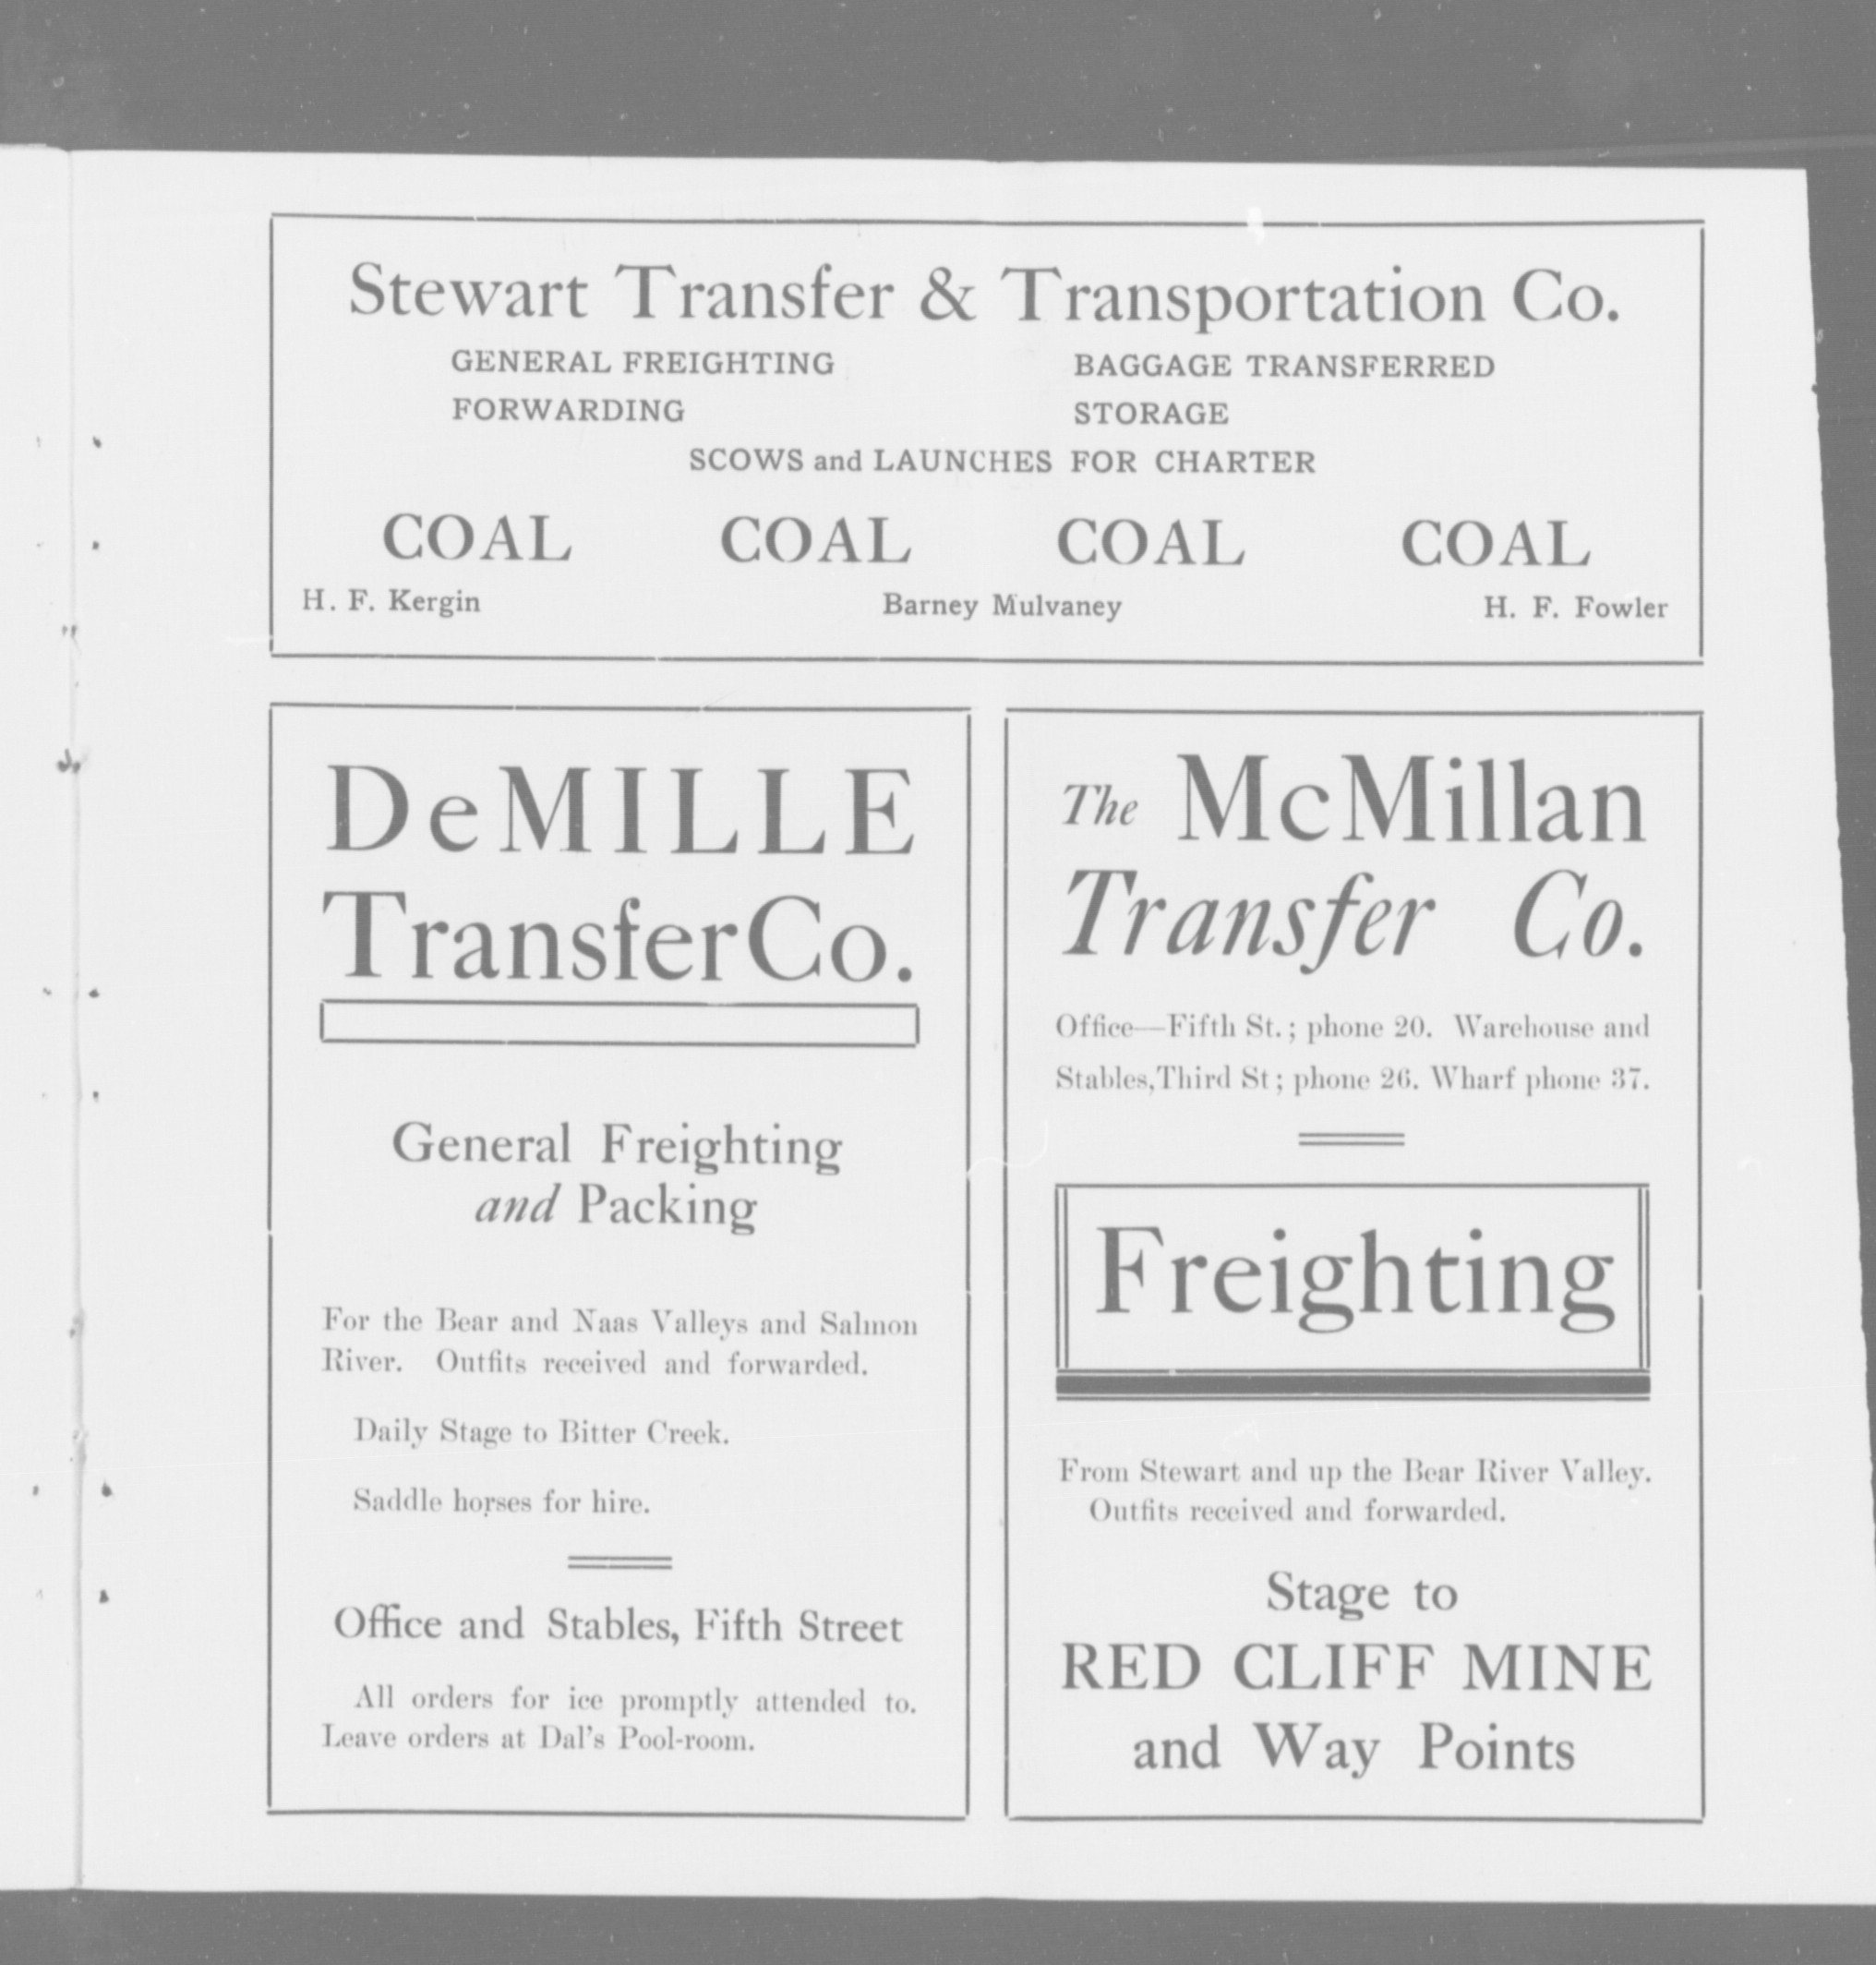 Stewart Transfer & Transportation Co.
GENERAL FREIGHTING BAGGAGE TRANSFERRED
FORWARDING STORAGE
SCOWS and LAUNCHES FOR CHARTER
COAL COAL COAL COAL
H. F. Kergin Barney Mulvaney H. F. Fowler
DeMILLE
Transfer Co.
General Freighting
and Packing
For the Bear and Naas Valleys and Salmon
River. Outfits received and forwarded.
Daily Stage to Bitter Creek.
Saddle horses for hire.
Office and Stables, Fifth Street
All orders for ice promptly attended to.
Leave orders at Dal's Pool-room.
The McMillan
Transfer Co.
Office—Fifth St.; phone 20. Warehouse and
Stables, Third St; phone 26. Wharf phone 37.
Freighting
From Stewart and up the Bear River Valley.
Outfits received and forwarded.
Stage to
RED CLIFF MINE
and Way Points